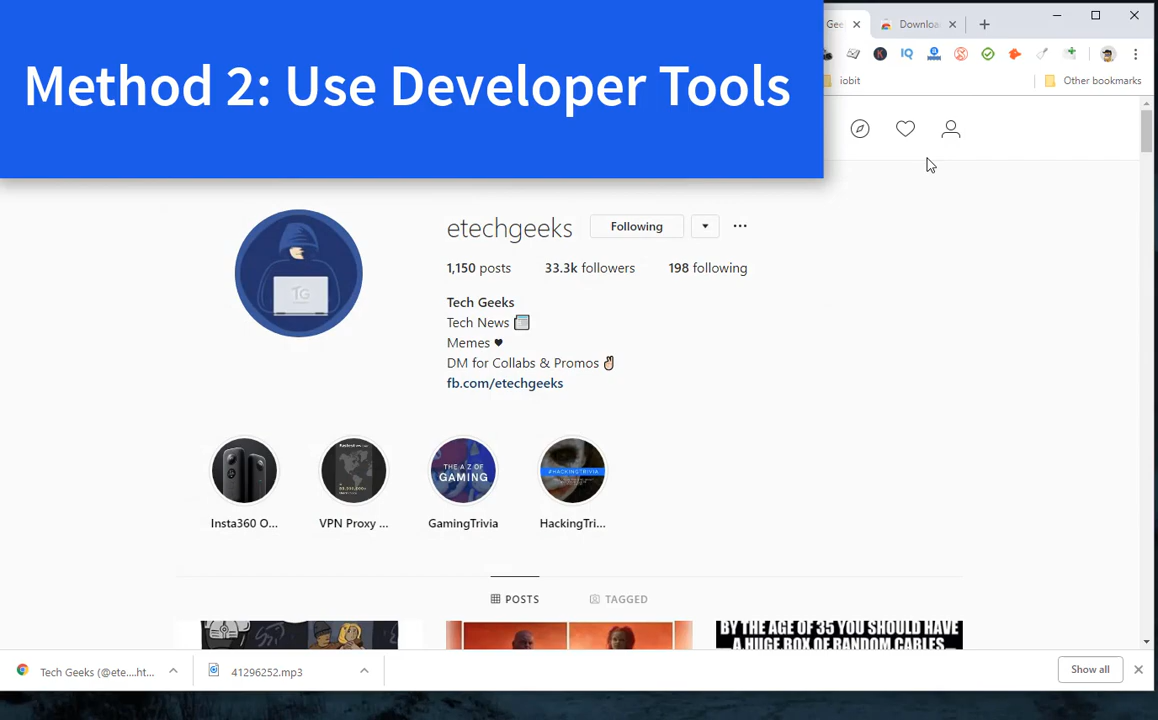 Method 2: Use Developer Tools
Gee
Downloa
iobit
Other bookmarks
etechgeeks
Following
1,150 posts
33.3k followers
198 following
Tech Geeks
Tech News
Memes ♥
DM for Collabs & Promos ✌
fb.com/etechgeeks
TG
THE A Z OF
GAMING
#HACKINGTRIVIA
Insta360 O...
VPN Proxy ...
GamingTrivia
HackingTri...
POSTS
TAGGED
BY THE AGE OF 35 YOU SHOULD HAVE
A HUGE BOX OF RANDOM CABLES
Tech Geeks (@ete....ht...
41296252.mp3
Show all